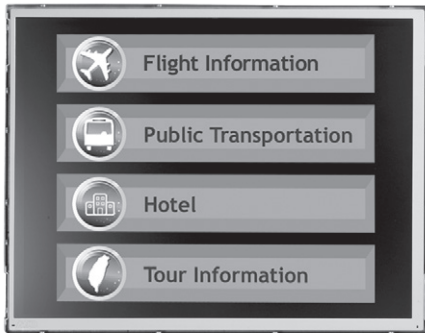 Flight Information
Public Transportation
Hotel
Tour Information